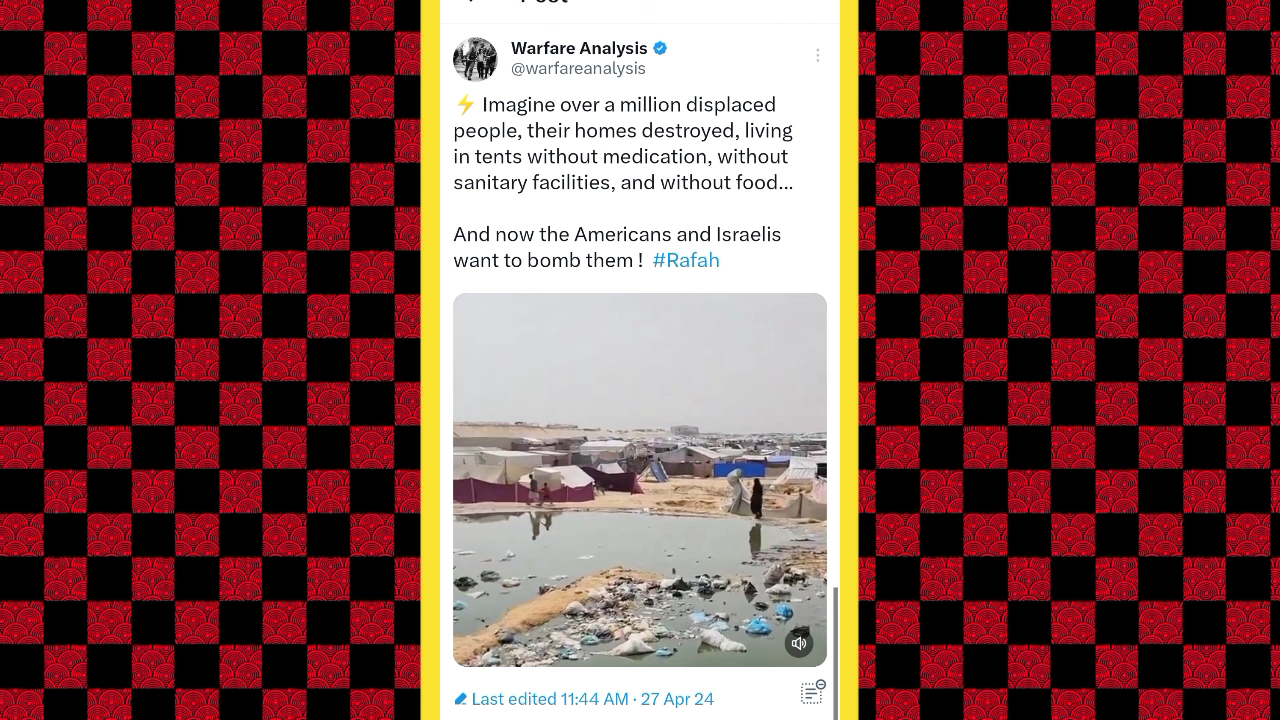 Warfare Analysis
@warfareanalysis
⚡ Imagine over a million displaced
people, their homes destroyed, living
in tents without medication, without
sanitary facilities, and without food...
And now the Americans and Israelis
want to bomb them ! #Rafah
Last edited 11:44 AM · 27 Apr 24